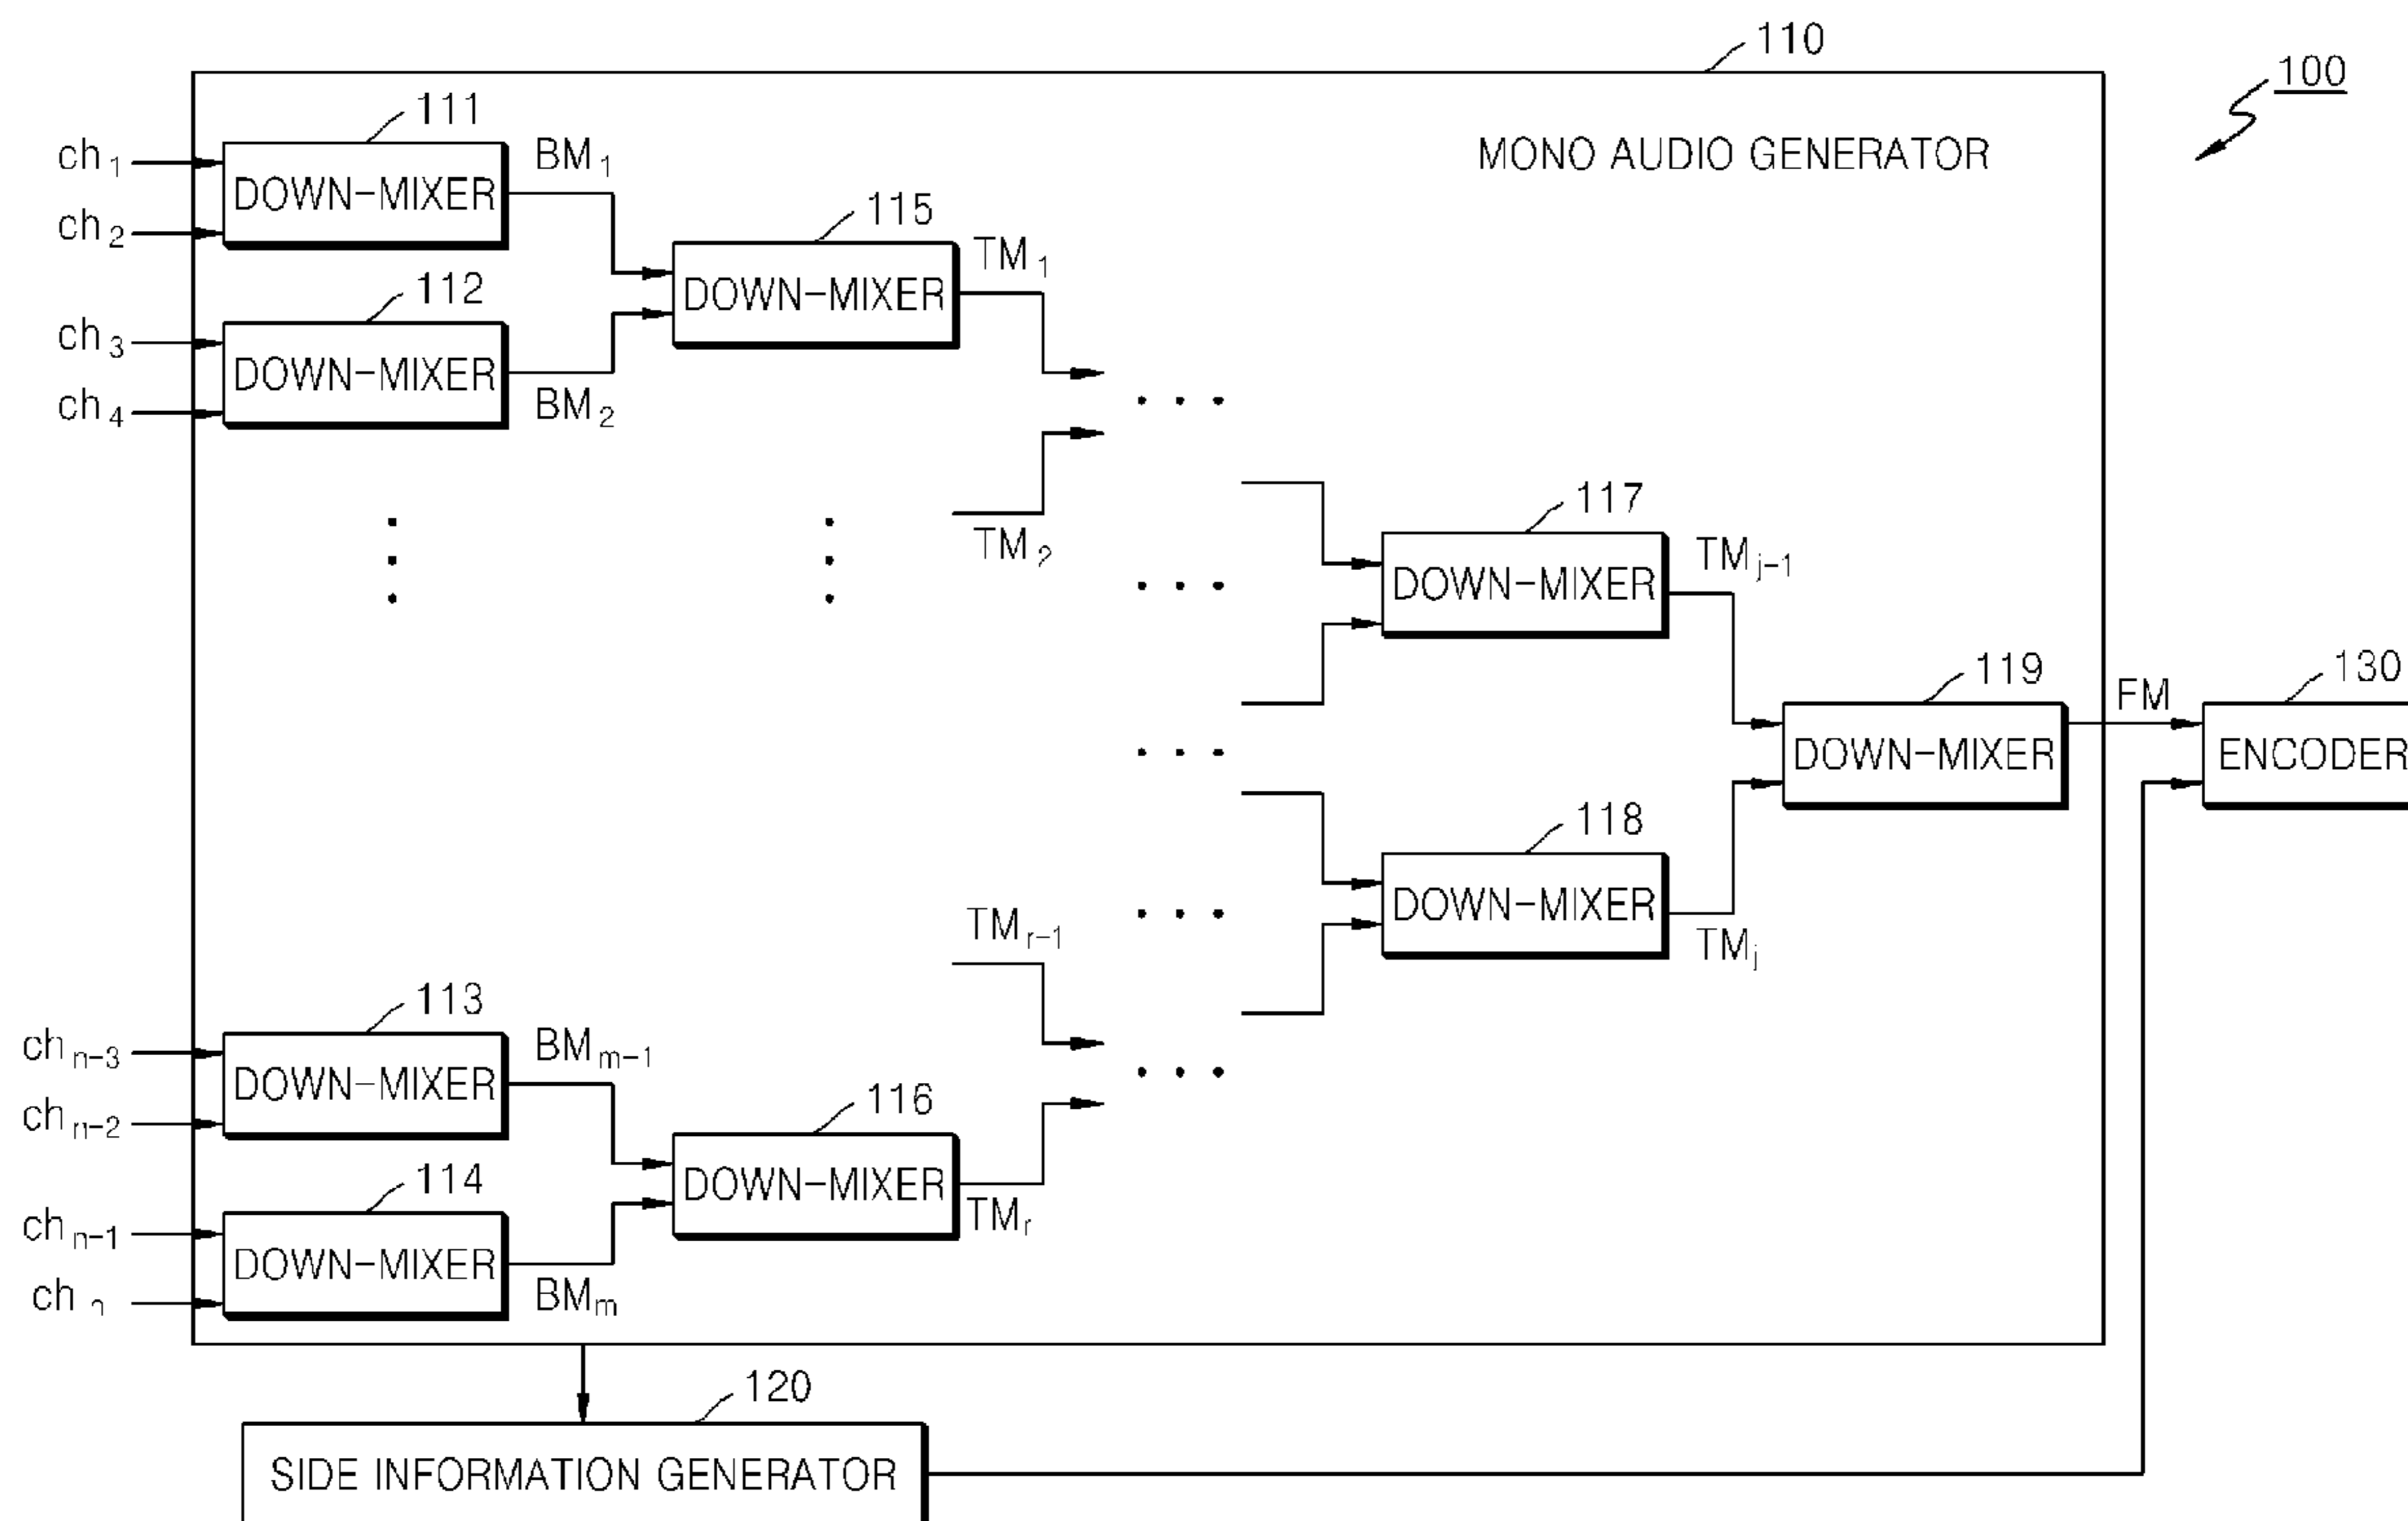 110
100
111
MONO AUDIO GENERATOR
ch1
BM1
DOWN-MIXER
ch2
115
TM1
112
DOWN-MIXER
ch3
DOWN-MIXER
ch4
BM2
117
TM2
TMj-1
DOWN-MIXER
119
130
FM
DOWN-MIXER
ENCODER
118
DOWN-MIXER
TMr-1
TMj
113
chn-3
BMm-1
DOWN-MIXER
116
chn-2
114
DOWN-MIXER
TMr
chn-1
DOWN-MIXER
chn
BMm
120
SIDE INFORMATION GENERATOR